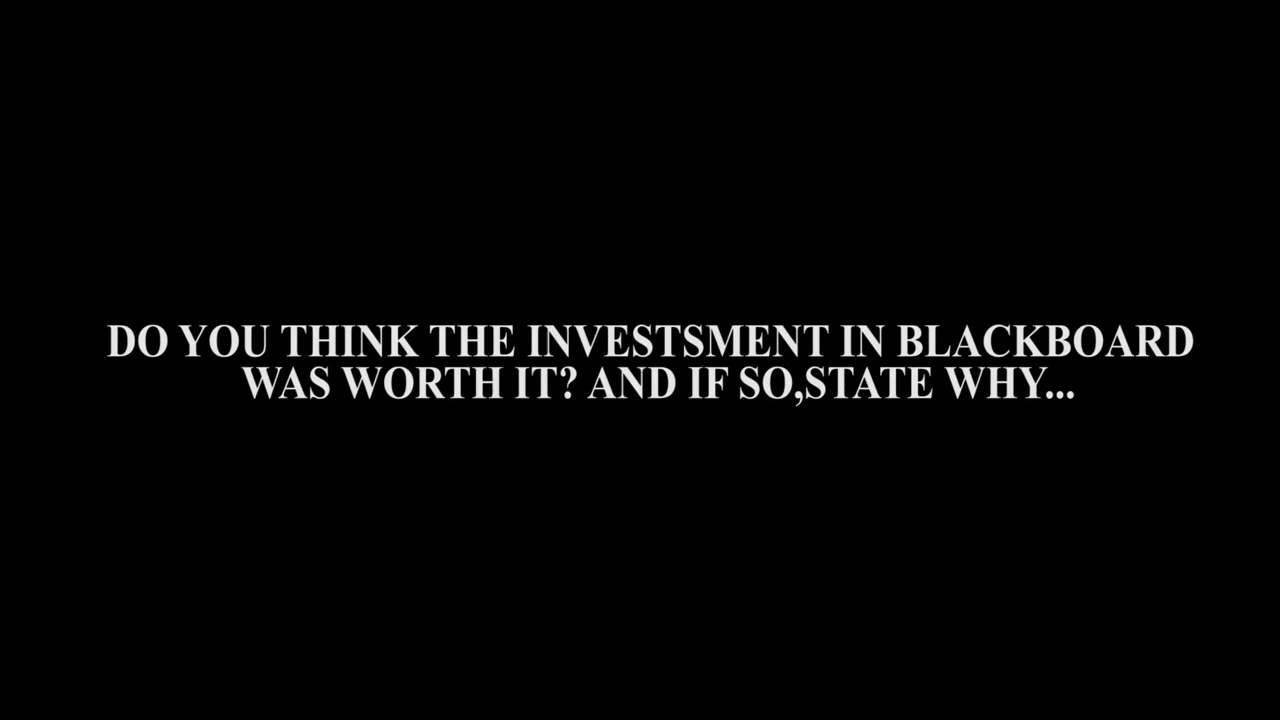 DO YOU THINK THE INVESTSMENT IN BLACKBOARD
WAS WORTH IT? AND IF SO,STATE WHY...